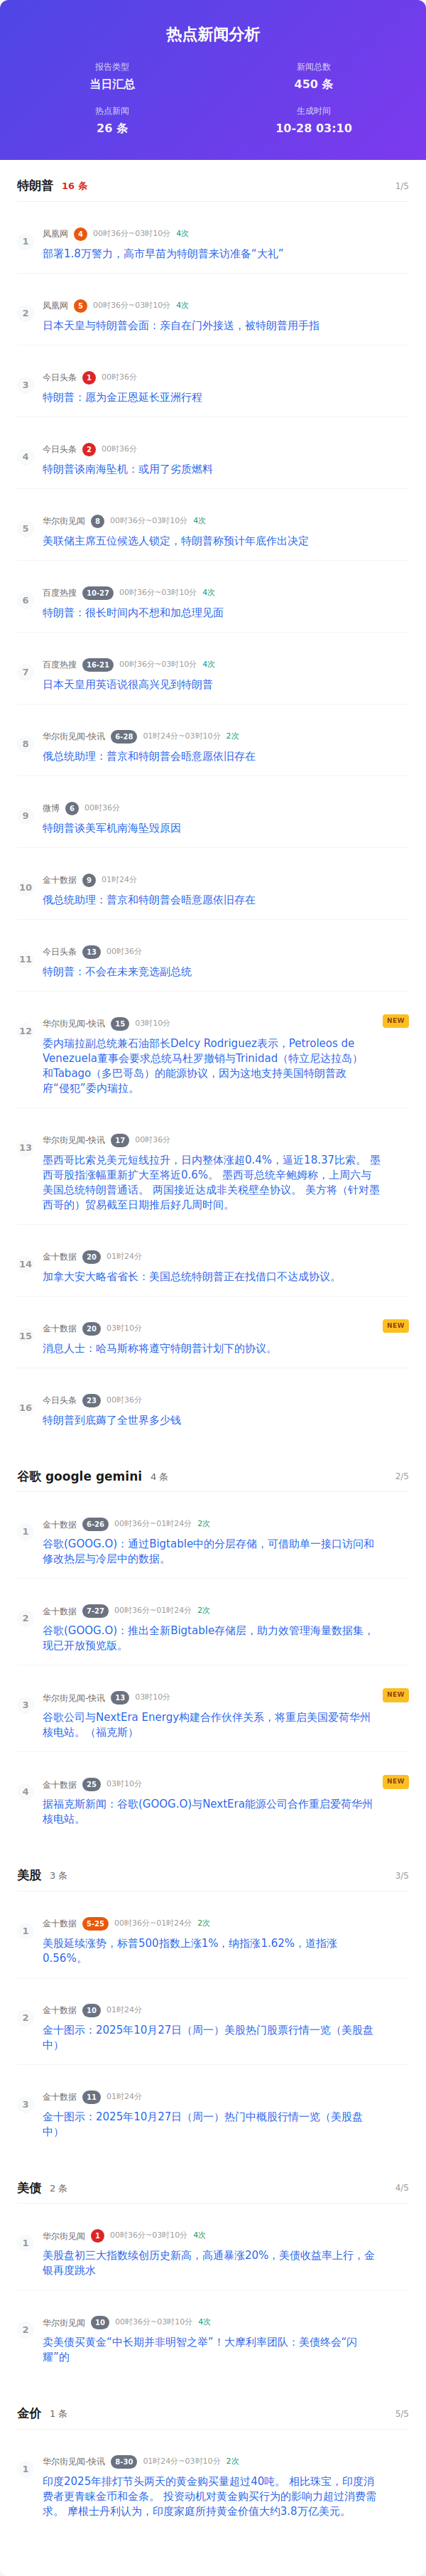 热点新闻分析
报告类型
当日汇总
新闻总数
450 条
热点新闻
26 条
生成时间
10-28 03:10
特朗普 16 条 1/5
1
凤凰网 4 00时36分~03时10分 4次
部署1.8万警力，高市早苗为特朗普来访准备“大礼”
2
凤凰网 5 00时36分~03时10分 4次
日本天皇与特朗普会面：亲自在门外接送，被特朗普用手指
3
今日头条 1 00时36分
特朗普：愿为金正恩延长亚洲行程
4
今日头条 2 00时36分
特朗普谈南海坠机：或用了劣质燃料
5
华尔街见闻 8 00时36分~03时10分 4次
美联储主席五位候选人锁定，特朗普称预计年底作出决定
6
百度热搜 10-27 00时36分~03时10分 4次
特朗普：很长时间内不想和加总理见面
7
百度热搜 16-21 00时36分~03时10分 4次
日本天皇用英语说很高兴见到特朗普
8
华尔街见闻-快讯 6-28 01时24分~03时10分 2次
俄总统助理：普京和特朗普会晤意愿依旧存在
9
微博 6 00时36分
特朗普谈美军机南海坠毁原因
10
金十数据 9 01时24分
俄总统助理：普京和特朗普会晤意愿依旧存在
11
今日头条 13 00时36分
特朗普：不会在未来竞选副总统
12
华尔街见闻-快讯 15 03时10分 NEW
委内瑞拉副总统兼石油部长Delcy Rodriguez表示，Petroleos de
Venezuela董事会要求总统马杜罗撤销与Trinidad（特立尼达拉岛）
和Tabago（多巴哥岛）的能源协议，因为这地支持美国特朗普政
府“侵犯”委内瑞拉。
13
华尔街见闻-快讯 17 00时36分
墨西哥比索兑美元短线拉升，日内整体涨超0.4%，逼近18.37比索。 墨
西哥股指涨幅重新扩大至将近0.6%。 墨西哥总统辛鲍姆称，上周六与
美国总统特朗普通话。 两国接近达成非关税壁垒协议。 美方将（针对墨
西哥的）贸易截至日期推后好几周时间。
14
金十数据 20 01时24分
加拿大安大略省省长：美国总统特朗普正在找借口不达成协议。
15
金十数据 20 03时10分 NEW
消息人士：哈马斯称将遵守特朗普计划下的协议。
16
今日头条 23 00时36分
特朗普到底薅了全世界多少钱
谷歌 google gemini 4 条 2/5
1
金十数据 6-26 00时36分~01时24分 2次
谷歌(GOOG.O)：通过Bigtable中的分层存储，可借助单一接口访问和
修改热层与冷层中的数据。
2
金十数据 7-27 00时36分~01时24分 2次
谷歌(GOOG.O)：推出全新Bigtable存储层，助力效管理海量数据集，
现已开放预览版。
3
华尔街见闻-快讯 13 03时10分 NEW
谷歌公司与NextEra Energy构建合作伙伴关系，将重启美国爱荷华州
核电站。（福克斯）
4
金十数据 25 03时10分 NEW
据福克斯新闻：谷歌(GOOG.O)与NextEra能源公司合作重启爱荷华州
核电站。
美股 3 条 3/5
1
金十数据 5-25 00时36分~01时24分 2次
美股延续涨势，标普500指数上涨1%，纳指涨1.62%，道指涨
0.56%。
2
金十数据 10 01时24分
金十图示：2025年10月27日（周一）美股热门股票行情一览（美股盘
中）
3
金十数据 11 01时24分
金十图示：2025年10月27日（周一）热门中概股行情一览（美股盘
中）
美债 2 条 4/5
1
华尔街见闻 1 00时36分~03时10分 4次
美股盘初三大指数续创历史新高，高通暴涨20%，美债收益率上行，金
银再度跳水
2
华尔街见闻 10 00时36分~03时10分 4次
卖美债买黄金“中长期并非明智之举”！大摩利率团队：美债终会“闪
耀”的
金价 1 条 5/5
1
华尔街见闻-快讯 8-30 01时24分~03时10分 2次
印度2025年排灯节头两天的黄金购买量超过40吨。 相比珠宝，印度消
费者更青睐金币和金条。 投资动机对黄金购买行为的影响力超过消费需
求。 摩根士丹利认为，印度家庭所持黄金价值大约3.8万亿美元。